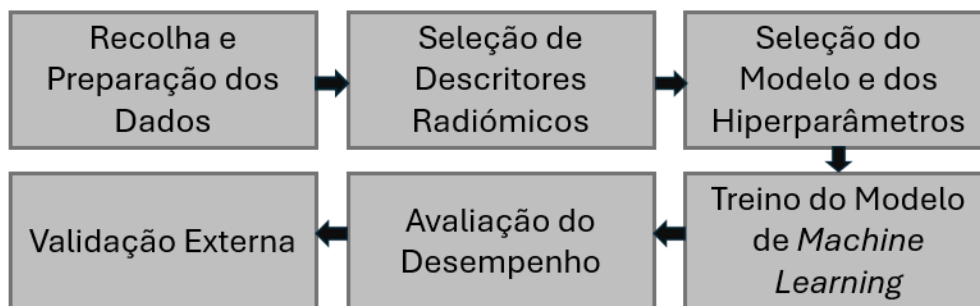 Recolha e
Preparação dos
Dados
Seleção de
Descritores
Radiómicos
Seleção do
Modelo e dos
Hiperparâmetros
Treino do Modelo
de Machine
Learning
Avaliação do
Desempenho
Validação Externa